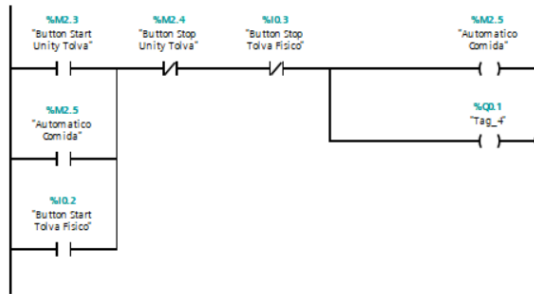 %M2.3
"Button Start
Unity Tolva"
%M2.4
"Button Stop
Unity Tolva"
%I0.3
"Button Stop
Tolva Fisico"
%M2.5
"Automatico
Comida"
%M2.5
"Automatico
Comida"
%Q0.1
"Tag_4"
%I0.2
"Button Start
Tolva Fisico"